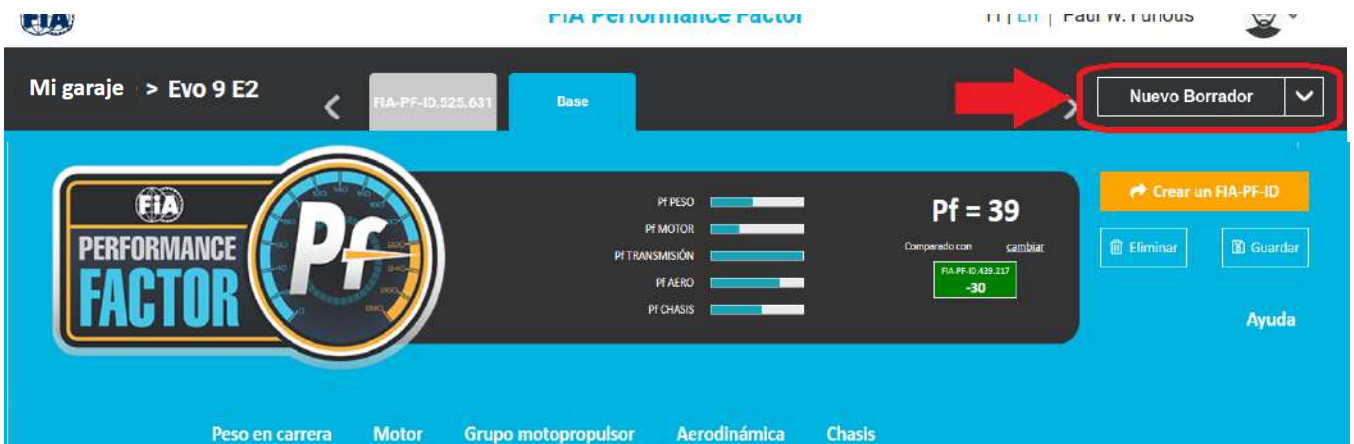 FIA
FIA Performance Factor
Fr | En | Paul W. Furious
Mi garaje > Evo 9 E2
FIA-PF-ID.525.631
Base
Nuevo Borrador
FiA
PERFORMANCE
FACTOR
Pf
Pf PESO
Pf MOTOR
Pf TRANSMISIÓN
Pf AERO
Pf CHASIS
Pf = 39
Comparado con cambiar
FIA-PF-ID.439.217
-30
Crear un FIA-PF-ID
Eliminar
Guardar
Ayuda
Peso en carrera Motor Grupo motopropulsor Aerodinámica Chasis